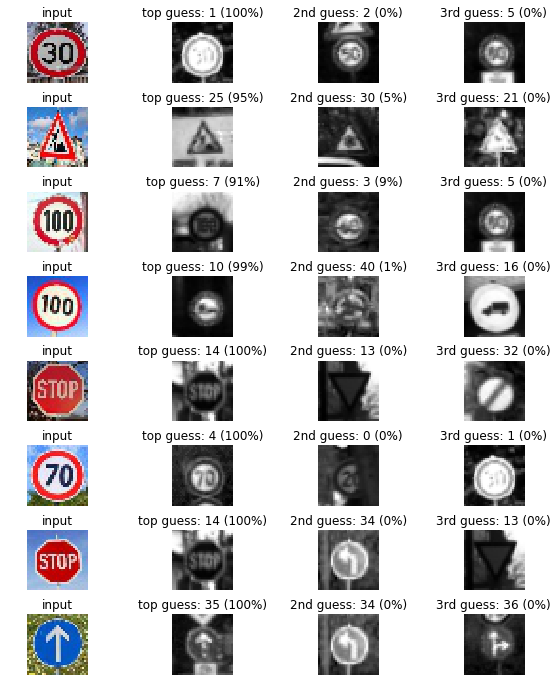 input top guess: 1 (100%) 2nd guess: 2 (0%) 3rd guess: 5 (0%)
30
input top guess: 25 (95%) 2nd guess: 30 (5%) 3rd guess: 21 (0%)
input top guess: 7 (91%) 2nd guess: 3 (9%) 3rd guess: 5 (0%)
100
input top guess: 10 (99%) 2nd guess: 40 (1%) 3rd guess: 16 (0%)
100
input top guess: 14 (100%) 2nd guess: 13 (0%) 3rd guess: 32 (0%)
STOP STOP
input top guess: 4 (100%) 2nd guess: 0 (0%) 3rd guess: 1 (0%)
70 70
input top guess: 14 (100%) 2nd guess: 34 (0%) 3rd guess: 13 (0%)
STOP STOP
input top guess: 35 (100%) 2nd guess: 34 (0%) 3rd guess: 36 (0%)